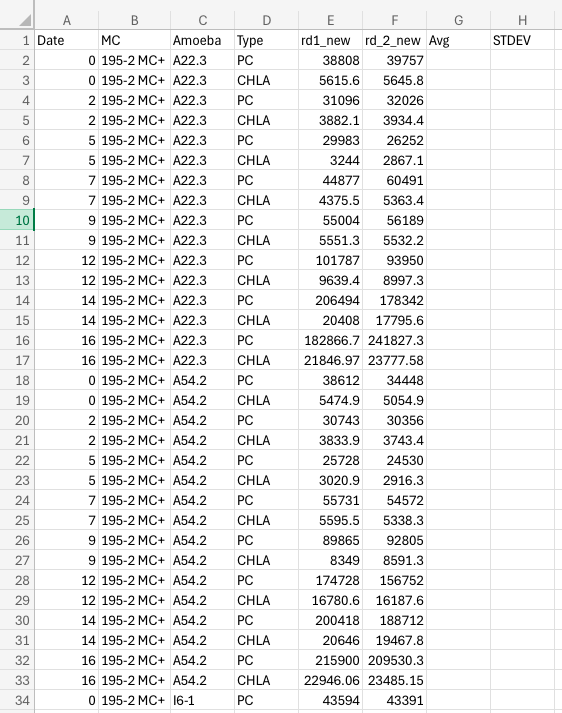 A B C D E F G H
1 Date MC Amoeba Type rd1_new rd_2_new Avg STDEV
2 0 195-2 MC+ A22.3 PC 38808 39757
3 0 195-2 MC+ A22.3 CHLA 5615.6 5645.8
4 2 195-2 MC+ A22.3 PC 31096 32026
5 2 195-2 MC+ A22.3 CHLA 3882.1 3934.4
6 5 195-2 MC+ A22.3 PC 29983 26252
7 5 195-2 MC+ A22.3 CHLA 3244 2867.1
8 7 195-2 MC+ A22.3 PC 44877 60491
9 7 195-2 MC+ A22.3 CHLA 4375.5 5363.4
10 9 195-2 MC+ A22.3 PC 55004 56189
11 9 195-2 MC+ A22.3 CHLA 5551.3 5532.2
12 12 195-2 MC+ A22.3 PC 101787 93950
13 12 195-2 MC+ A22.3 CHLA 9639.4 8997.3
14 14 195-2 MC+ A22.3 PC 206494 178342
15 14 195-2 MC+ A22.3 CHLA 20408 17795.6
16 16 195-2 MC+ A22.3 PC 182866.7 241827.3
17 16 195-2 MC+ A22.3 CHLA 21846.97 23777.58
18 0 195-2 MC+ A54.2 PC 38612 34448
19 0 195-2 MC+ A54.2 CHLA 5474.9 5054.9
20 2 195-2 MC+ A54.2 PC 30743 30356
21 2 195-2 MC+ A54.2 CHLA 3833.9 3743.4
22 5 195-2 MC+ A54.2 PC 25728 24530
23 5 195-2 MC+ A54.2 CHLA 3020.9 2916.3
24 7 195-2 MC+ A54.2 PC 55731 54572
25 7 195-2 MC+ A54.2 CHLA 5595.5 5338.3
26 9 195-2 MC+ A54.2 PC 89865 92805
27 9 195-2 MC+ A54.2 CHLA 8349 8591.3
28 12 195-2 MC+ A54.2 PC 174728 156752
29 12 195-2 MC+ A54.2 CHLA 16780.6 16187.6
30 14 195-2 MC+ A54.2 PC 200418 188712
31 14 195-2 MC+ A54.2 CHLA 20646 19467.8
32 16 195-2 MC+ A54.2 PC 215900 209530.3
33 16 195-2 MC+ A54.2 CHLA 22946.06 23485.15
34 0 195-2 MC+ I6-1 PC 43594 43391